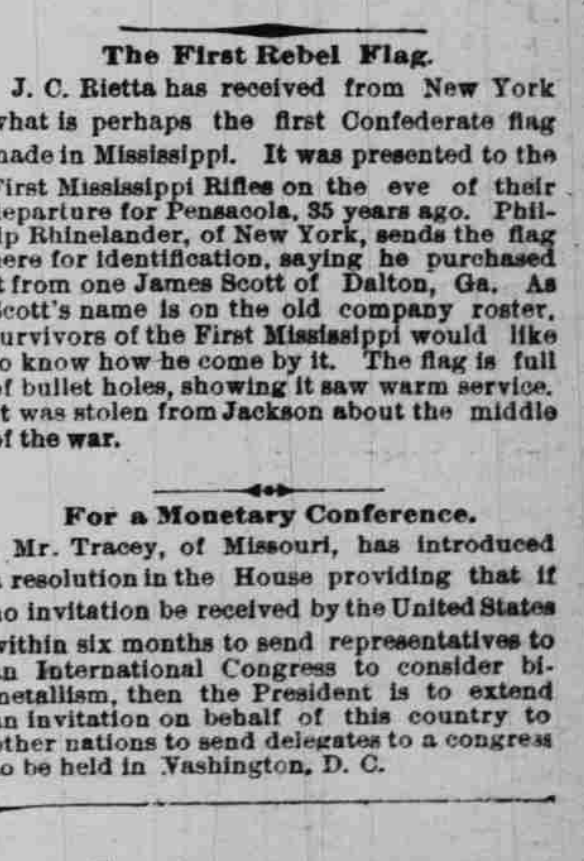 The First Rebel Flag.
J. C. Rietta has received from New York
what is perhaps the first Confederate flag
made in Mississippi. It was presented to the
First Mississippi Rifles on the eve of their
departure for Pensacola, 35 years ago. Phil-
ip Rhinelander, of New York, sends the flag
here for identification, saying he purchased
it from one James Scott of Dalton, Ga. As
Scott's name is on the old company roster,
survivors of the First Mississippi would like
to know how he come by it. The flag is full
of bullet holes, showing it saw warm service.
It was stolen from Jackson about the middle
of the war.
For a Monetary Conference.
Mr. Tracey, of Missouri, has introduced
a resolution in the House providing that if
no invitation be received by the United States
within six months to send representatives to
an International Congress to consider bi-
metallism, then the President is to extend
an invitation on behalf of this country to
other nations to send delegates to a congress
to be held in Washington, D. C.